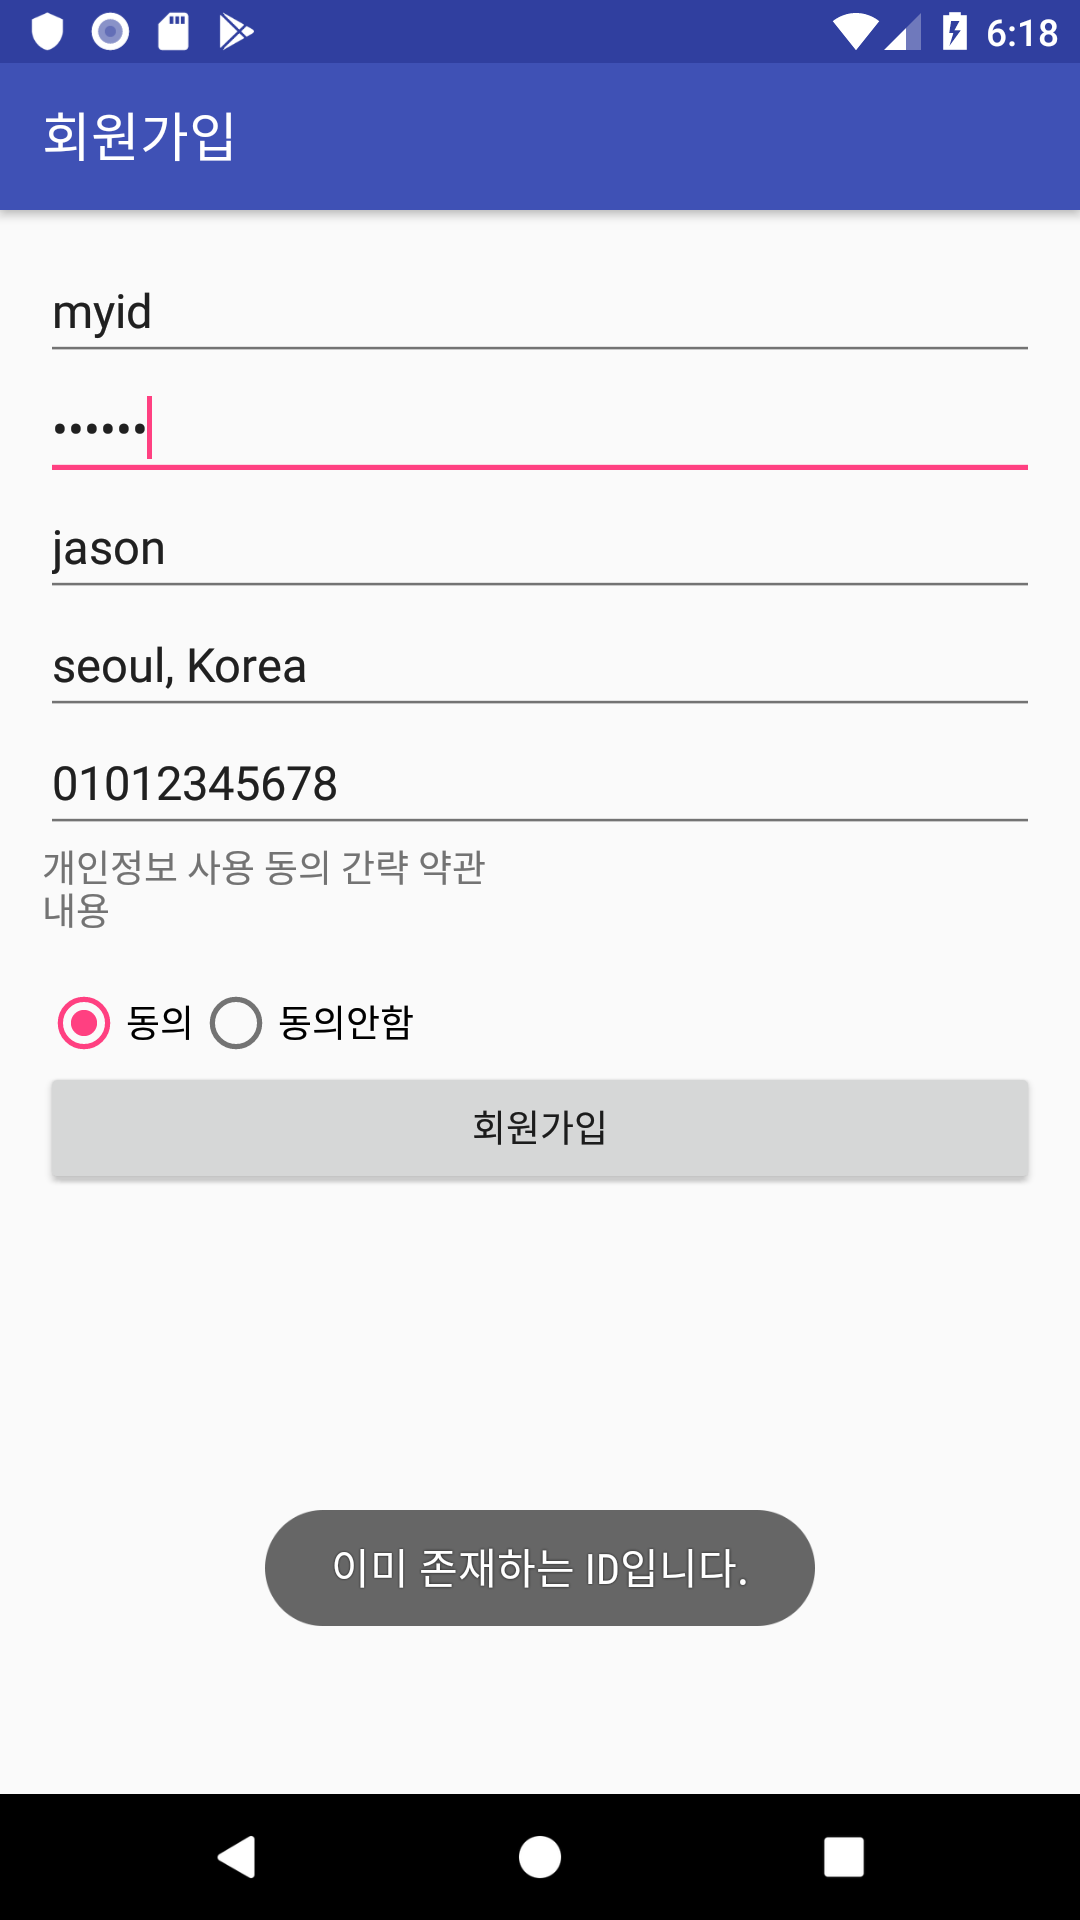 6:18
회원가입
myid
••••••
jason
seoul, Korea
01012345678
개인정보 사용 동의 간략 약관
내용
동의 동의안함
회원가입
이미 존재하는 ID입니다.